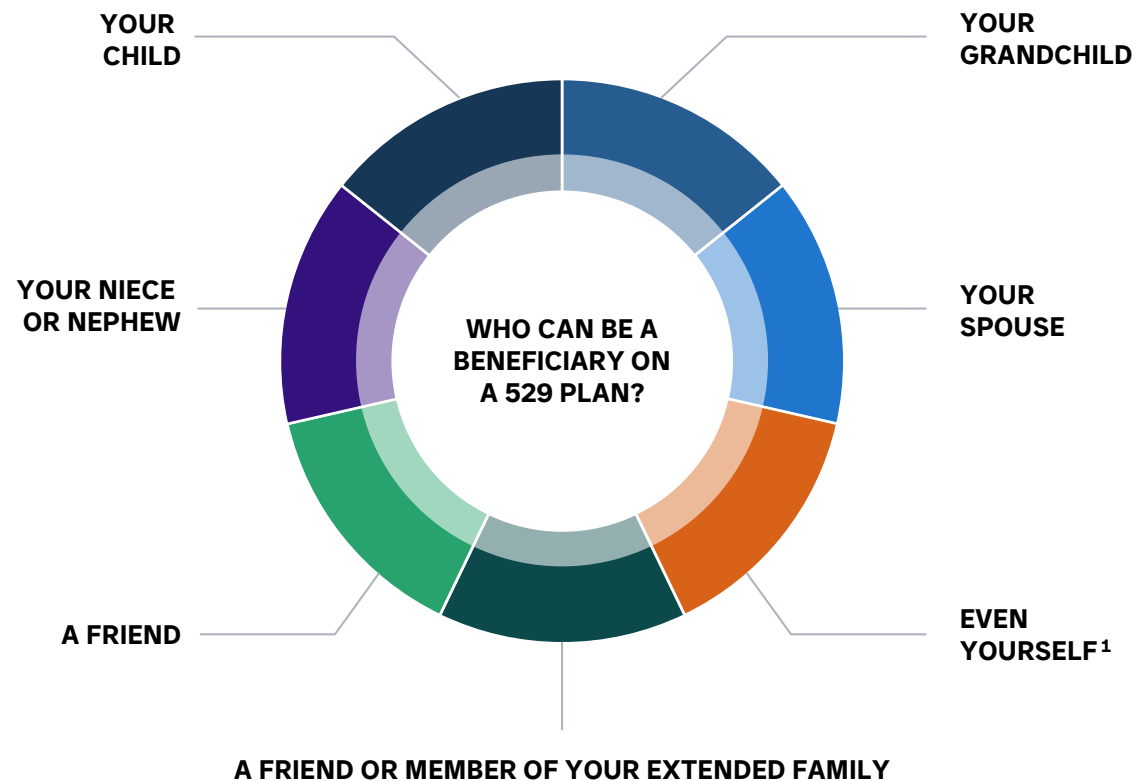 YOUR
CHILD
YOUR
GRANDCHILD
YOUR NIECE
OR NEPHEW
WHO CAN BE A
BENEFICIARY ON
A 529 PLAN?
YOUR
SPOUSE
A FRIEND
EVEN
YOURSELF¹
A FRIEND OR MEMBER OF YOUR EXTENDED FAMILY